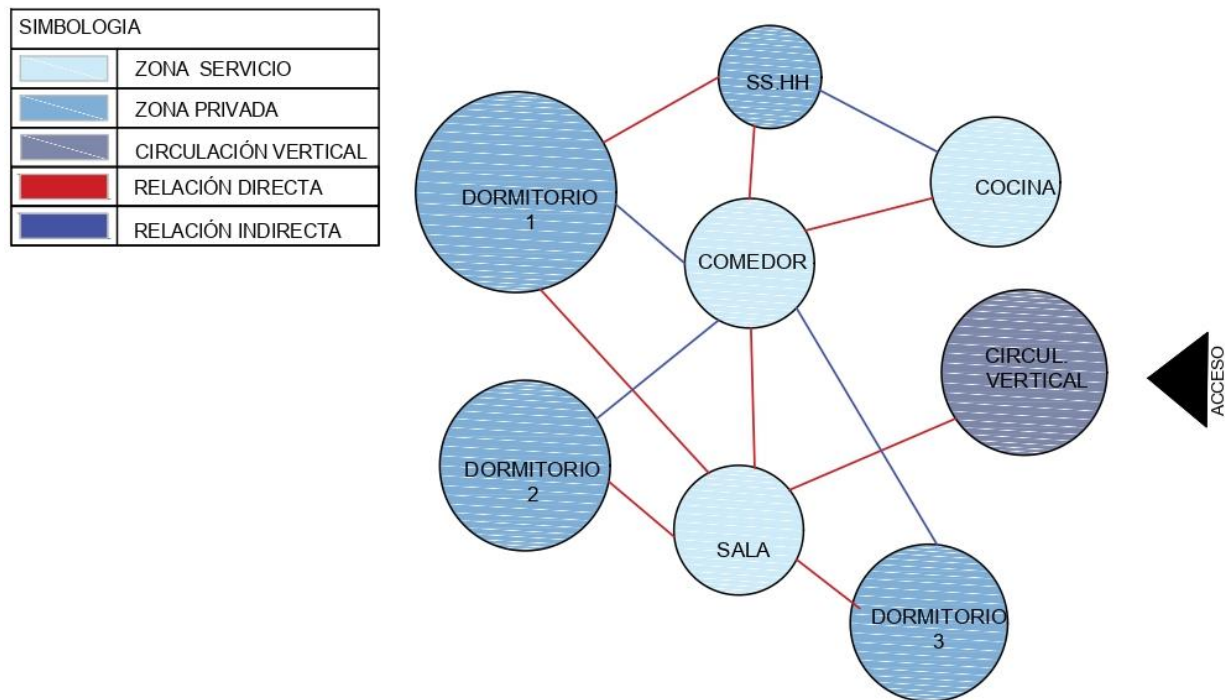 SIMBOLOGIA
ZONA SERVICIO
ZONA PRIVADA
CIRCULACIÓN VERTICAL
RELACIÓN DIRECTA
RELACIÓN INDIRECTA
SS.HH
DORMITORIO
1
COCINA
COMEDOR
CIRCUL.
VERTICAL
ACCESO
DORMITORIO
2
SALA
DORMITORIO
3